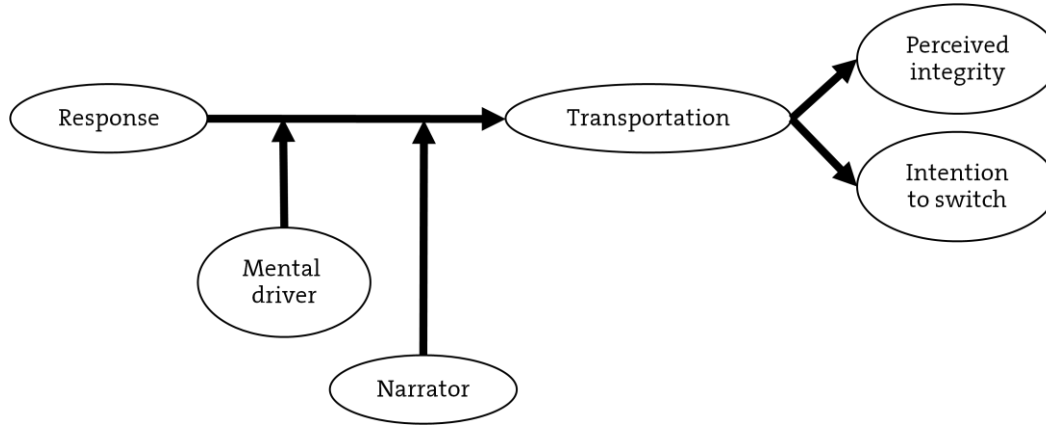 Response
Transportation
Perceived
integrity
Intention
to switch
Mental
driver
Narrator